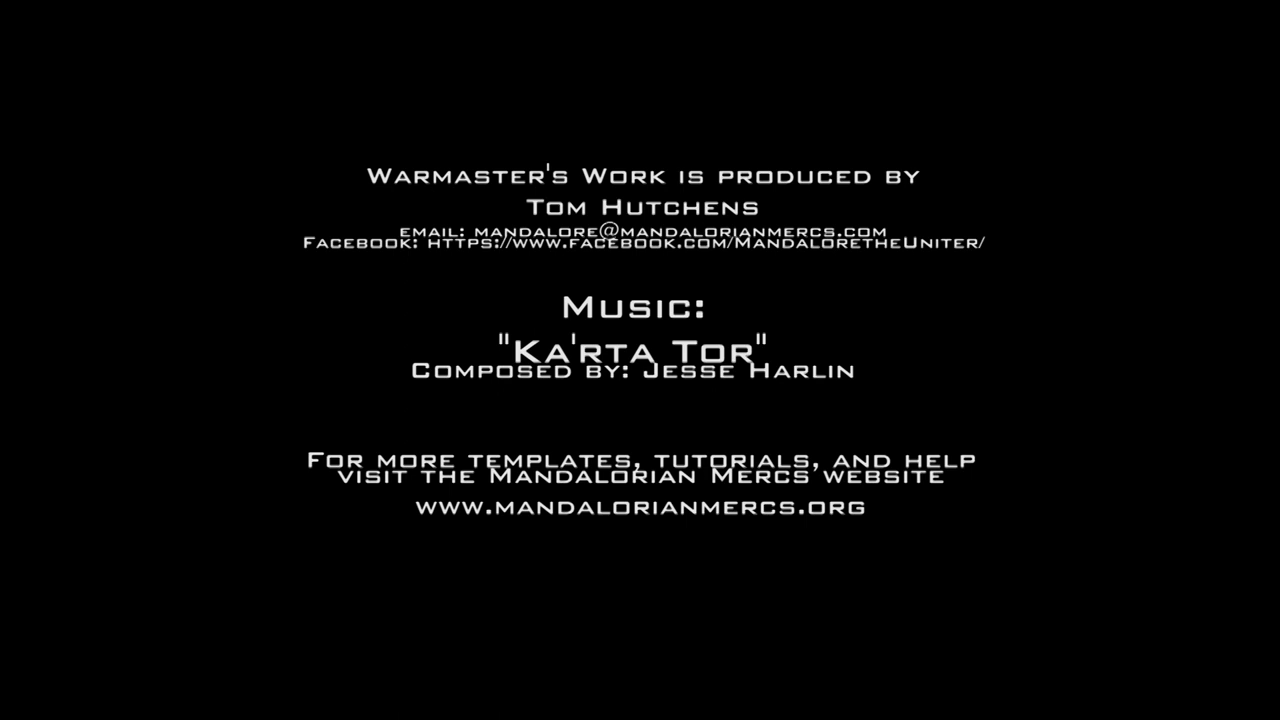 Warmaster's Work is produced by
Tom Hutchens
email: mandalore@mandalorianmercs.com
Facebook: https://www.facebook.com/MandaloretheUniter/
Music:
"Ka'rta Tor"
Composed by: Jesse Harlin
For more templates, tutorials, and help
visit the Mandalorian Mercs website
www.mandalorianmercs.org